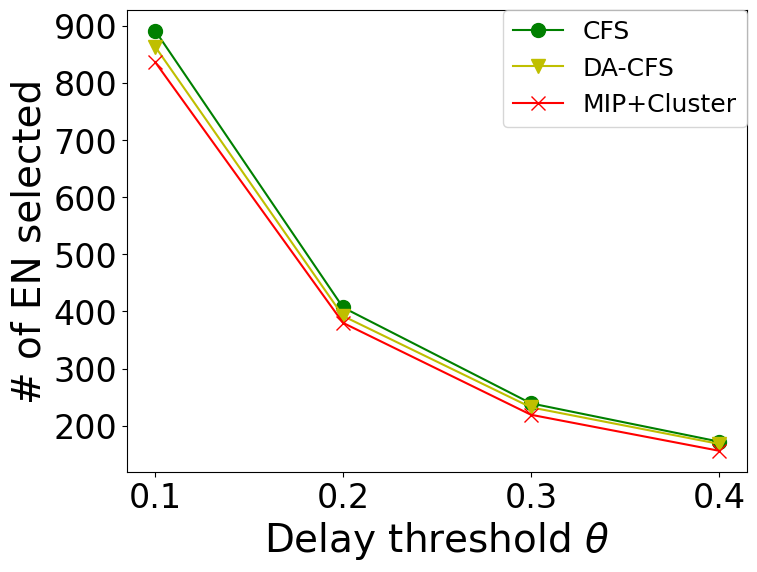 CFS
DA-CFS
MIP+Cluster
# of EN selected
900
800
700
600
500
400
300
200
0.1 0.2 0.3 0.4
Delay threshold θ